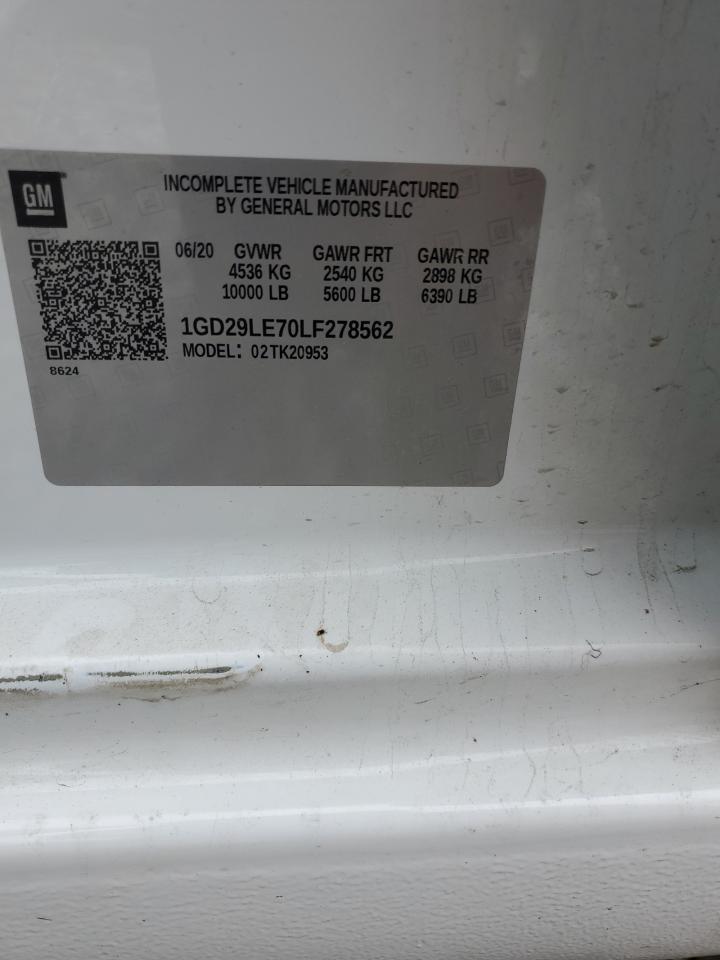 GM
INCOMPLETE VEHICLE MANUFACTURED
BY GENERAL MOTORS LLC
06/20 GVWR GAWR FRT GAWR RR
4536 KG 2540 KG 2898 KG
10000 LB 5600 LB 6390 LB
1GD29LE70LF278562
MODEL: 02TK20953
8624